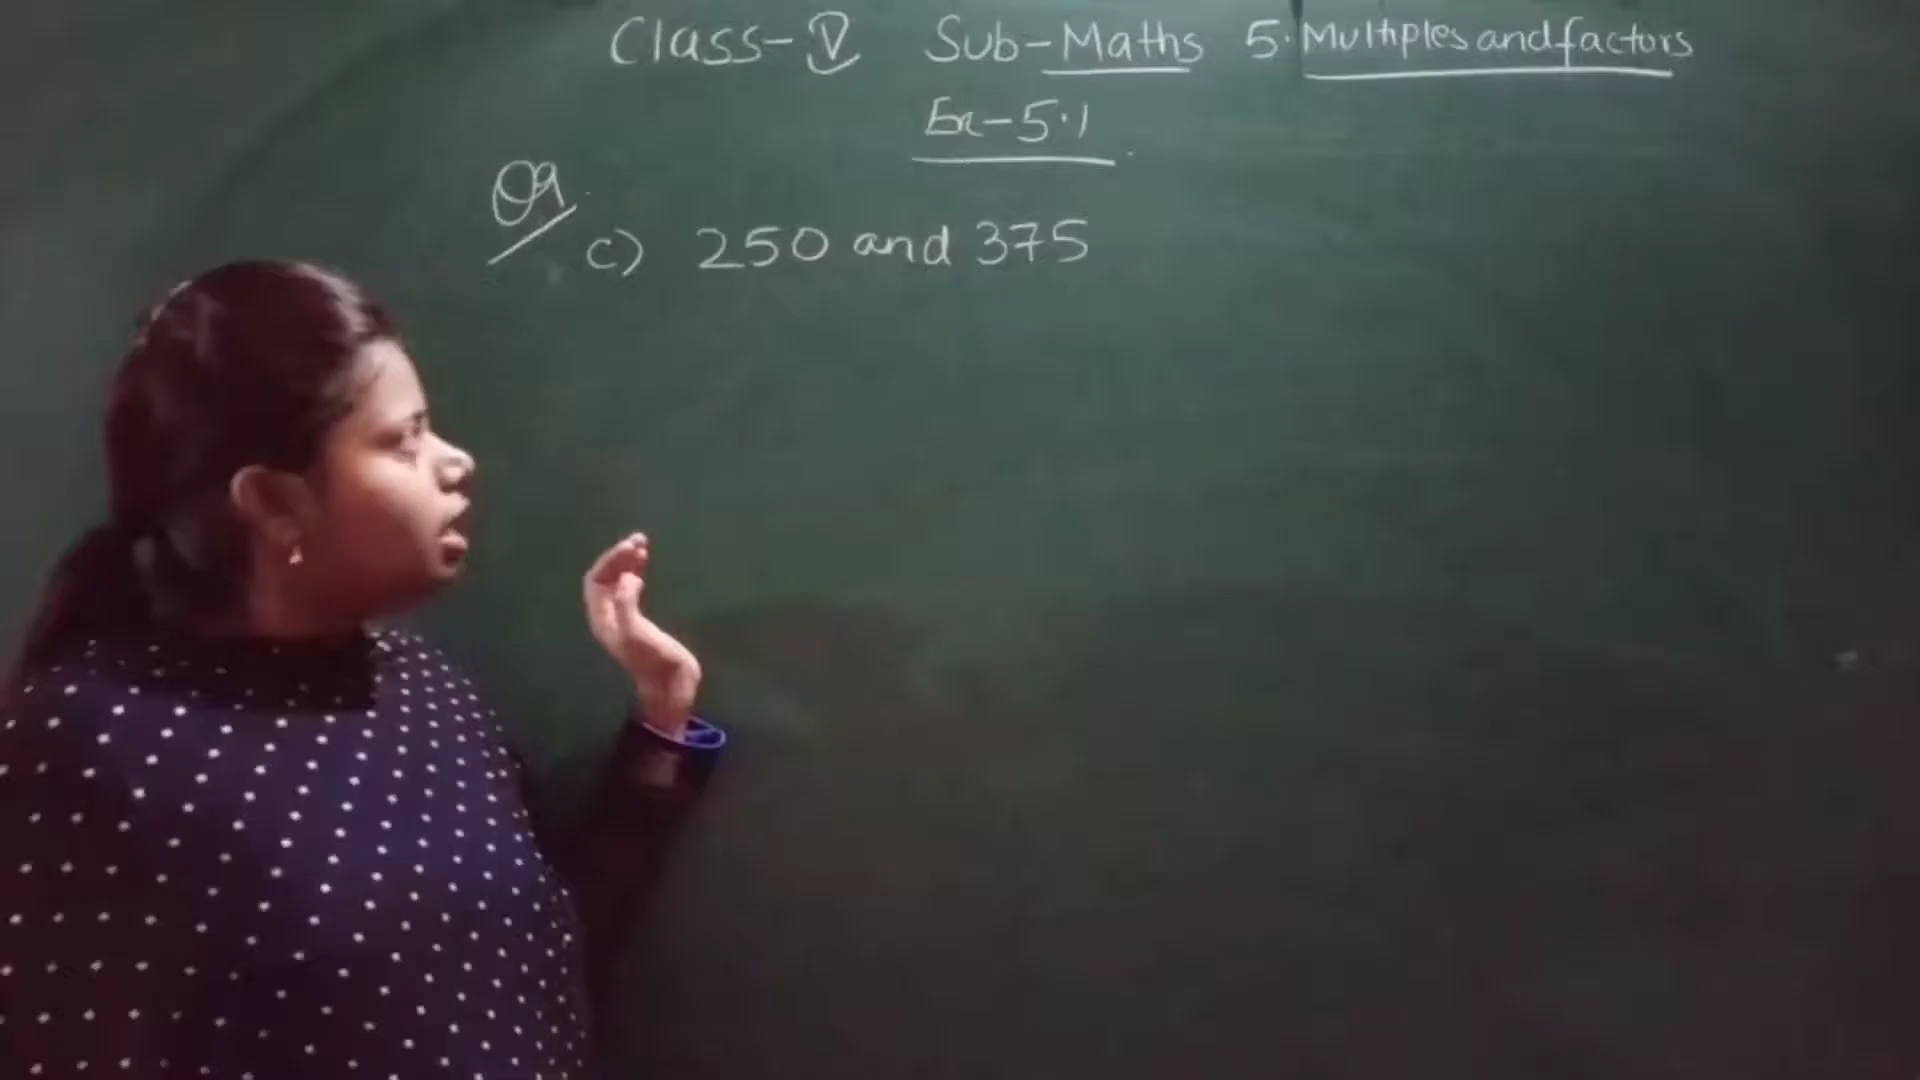 Class-V Sub-Maths 5.Multiples and factors
Ex-5.1
Q9.
c) 250 and 375